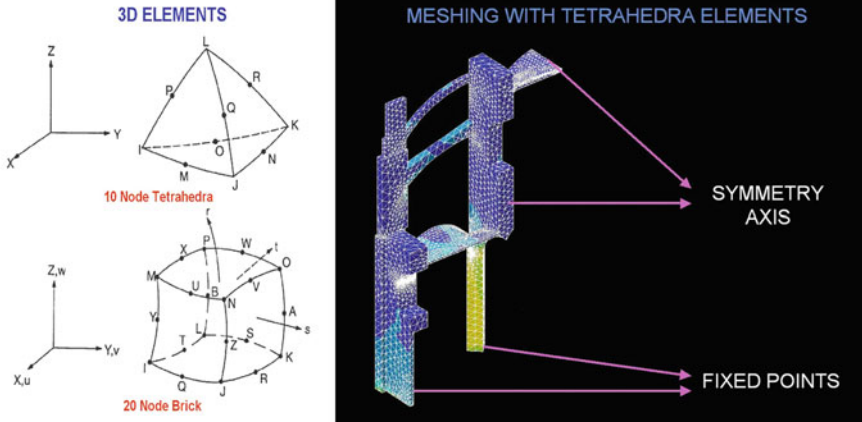 3D ELEMENTS
Z
L
P
R
Q
Y
K
I
O
X
M
N
J
10 Node Tetrahedra
r
P
W
X
t
M
O
Z,w
U
B
V
N
Y
A
L
s
T
Z
S
Y,v
I
K
X,u
Q
R
J
20 Node Brick
MESHING WITH TETRAHEDRA ELEMENTS
SYMMETRY
AXIS
FIXED POINTS